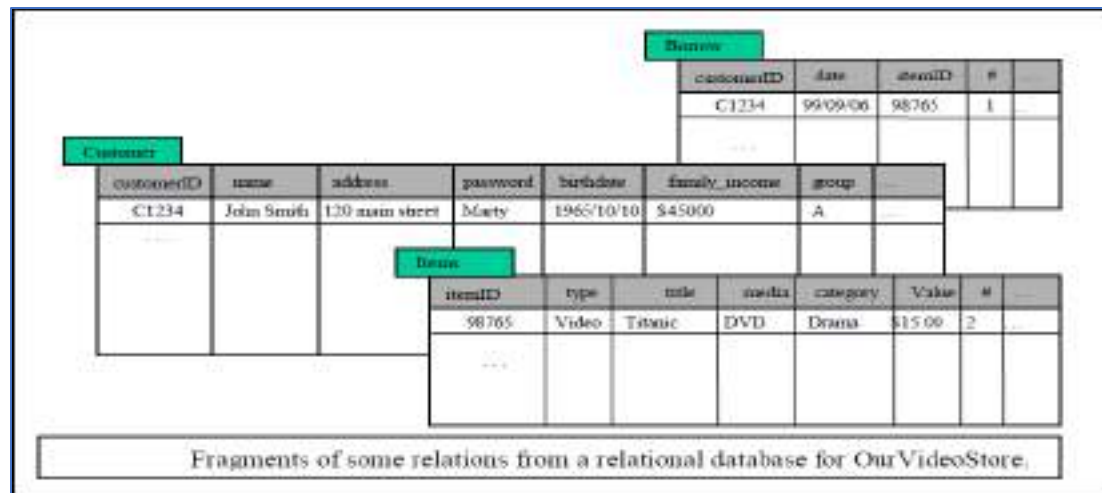 Borrow
customerID date itemID # ...
C1234 99/09/06 98765 1 ...
. . .
Customer
customerID name address password birthdate family_income group ...
C1234 John Smith 120 main street Marty 1965/10/10 $45000 A ...
. . .
Items
itemID type title media category Value # ...
98765 Video Titanic DVD Drama $15.00 2 ...
. . .
Fragments of some relations from a relational database for OurVideoStore.